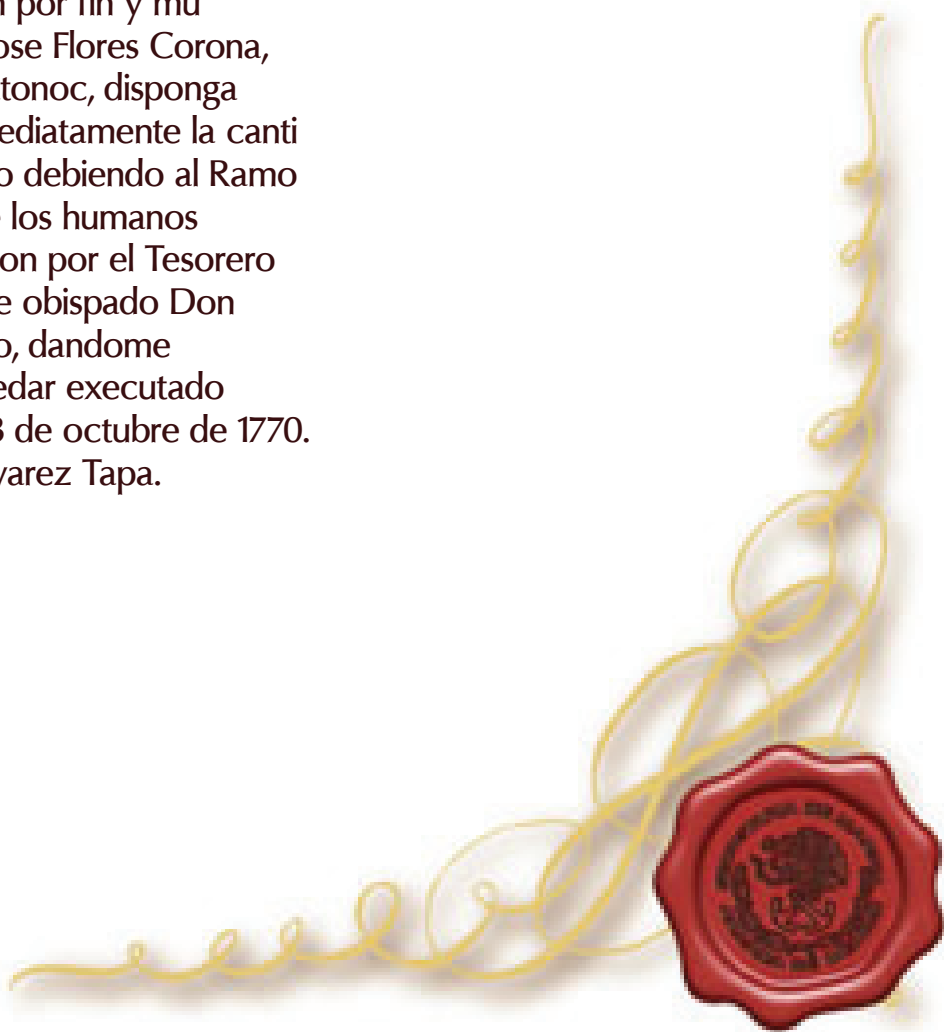 por fin y mu
ose Flores Corona,
tonoc, disponga
ediatamente la canti
o debiendo al Ramo
los humanos
on por el Tesorero
e obispado Don
o, dandome
edar executado
3 de octubre de 1770.
varez Tapa.